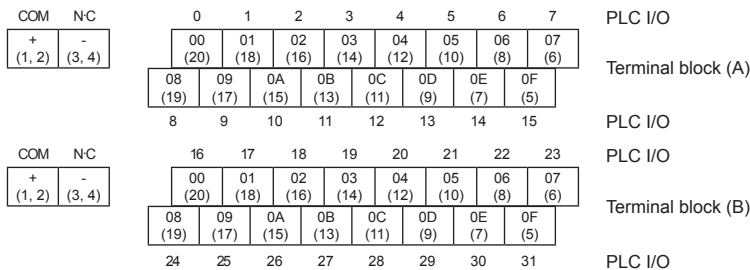 COM N·C 0 1 2 3 4 5 6 7 PLC I/O
+ - 00 01 02 03 04 05 06 07
(1, 2) (3, 4) (20) (18) (16) (14) (12) (10) (8) (6)
Terminal block (A)
08 09 0A 0B 0C 0D 0E 0F
(19) (17) (15) (13) (11) (9) (7) (5)
8 9 10 11 12 13 14 15 PLC I/O
COM N·C 16 17 18 19 20 21 22 23 PLC I/O
+ - 00 01 02 03 04 05 06 07
(1, 2) (3, 4) (20) (18) (16) (14) (12) (10) (8) (6)
Terminal block (B)
08 09 0A 0B 0C 0D 0E 0F
(19) (17) (15) (13) (11) (9) (7) (5)
24 25 26 27 28 29 30 31 PLC I/O